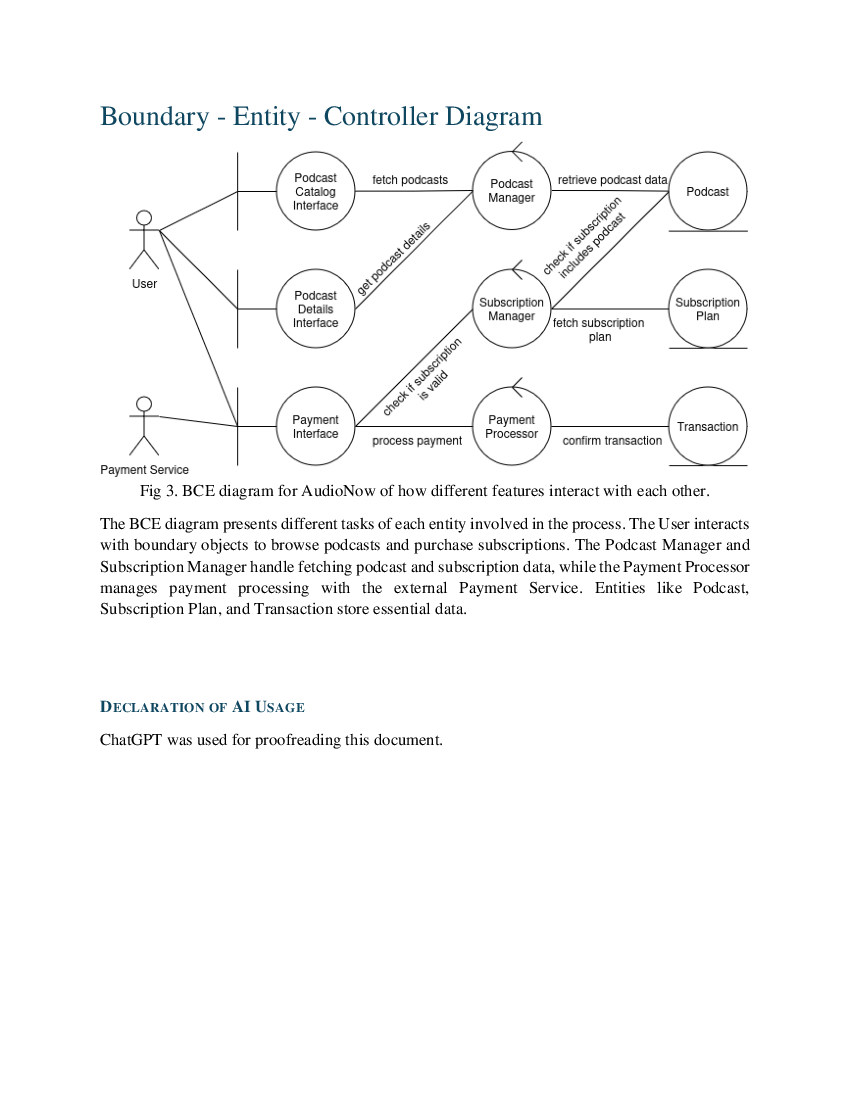 Boundary - Entity - Controller Diagram
Podcast
Catalog
Interface
fetch podcasts
Podcast
Manager
retrieve podcast data
Podcast
User
get podcast details
check if subscription
includes podcast
Podcast
Details
Interface
Subscription
Manager
fetch subscription
plan
Subscription
Plan
check if subscription
is valid
Payment Service
Payment
Interface
process payment
Payment
Processor
confirm transaction
Transaction
Fig 3. BCE diagram for AudioNow of how different features interact with each other.
The BCE diagram presents different tasks of each entity involved in the process. The User interacts
with boundary objects to browse podcasts and purchase subscriptions. The Podcast Manager and
Subscription Manager handle fetching podcast and subscription data, while the Payment Processor
manages payment processing with the external Payment Service. Entities like Podcast,
Subscription Plan, and Transaction store essential data.
DECLARATION OF AI USAGE
ChatGPT was used for proofreading this document.